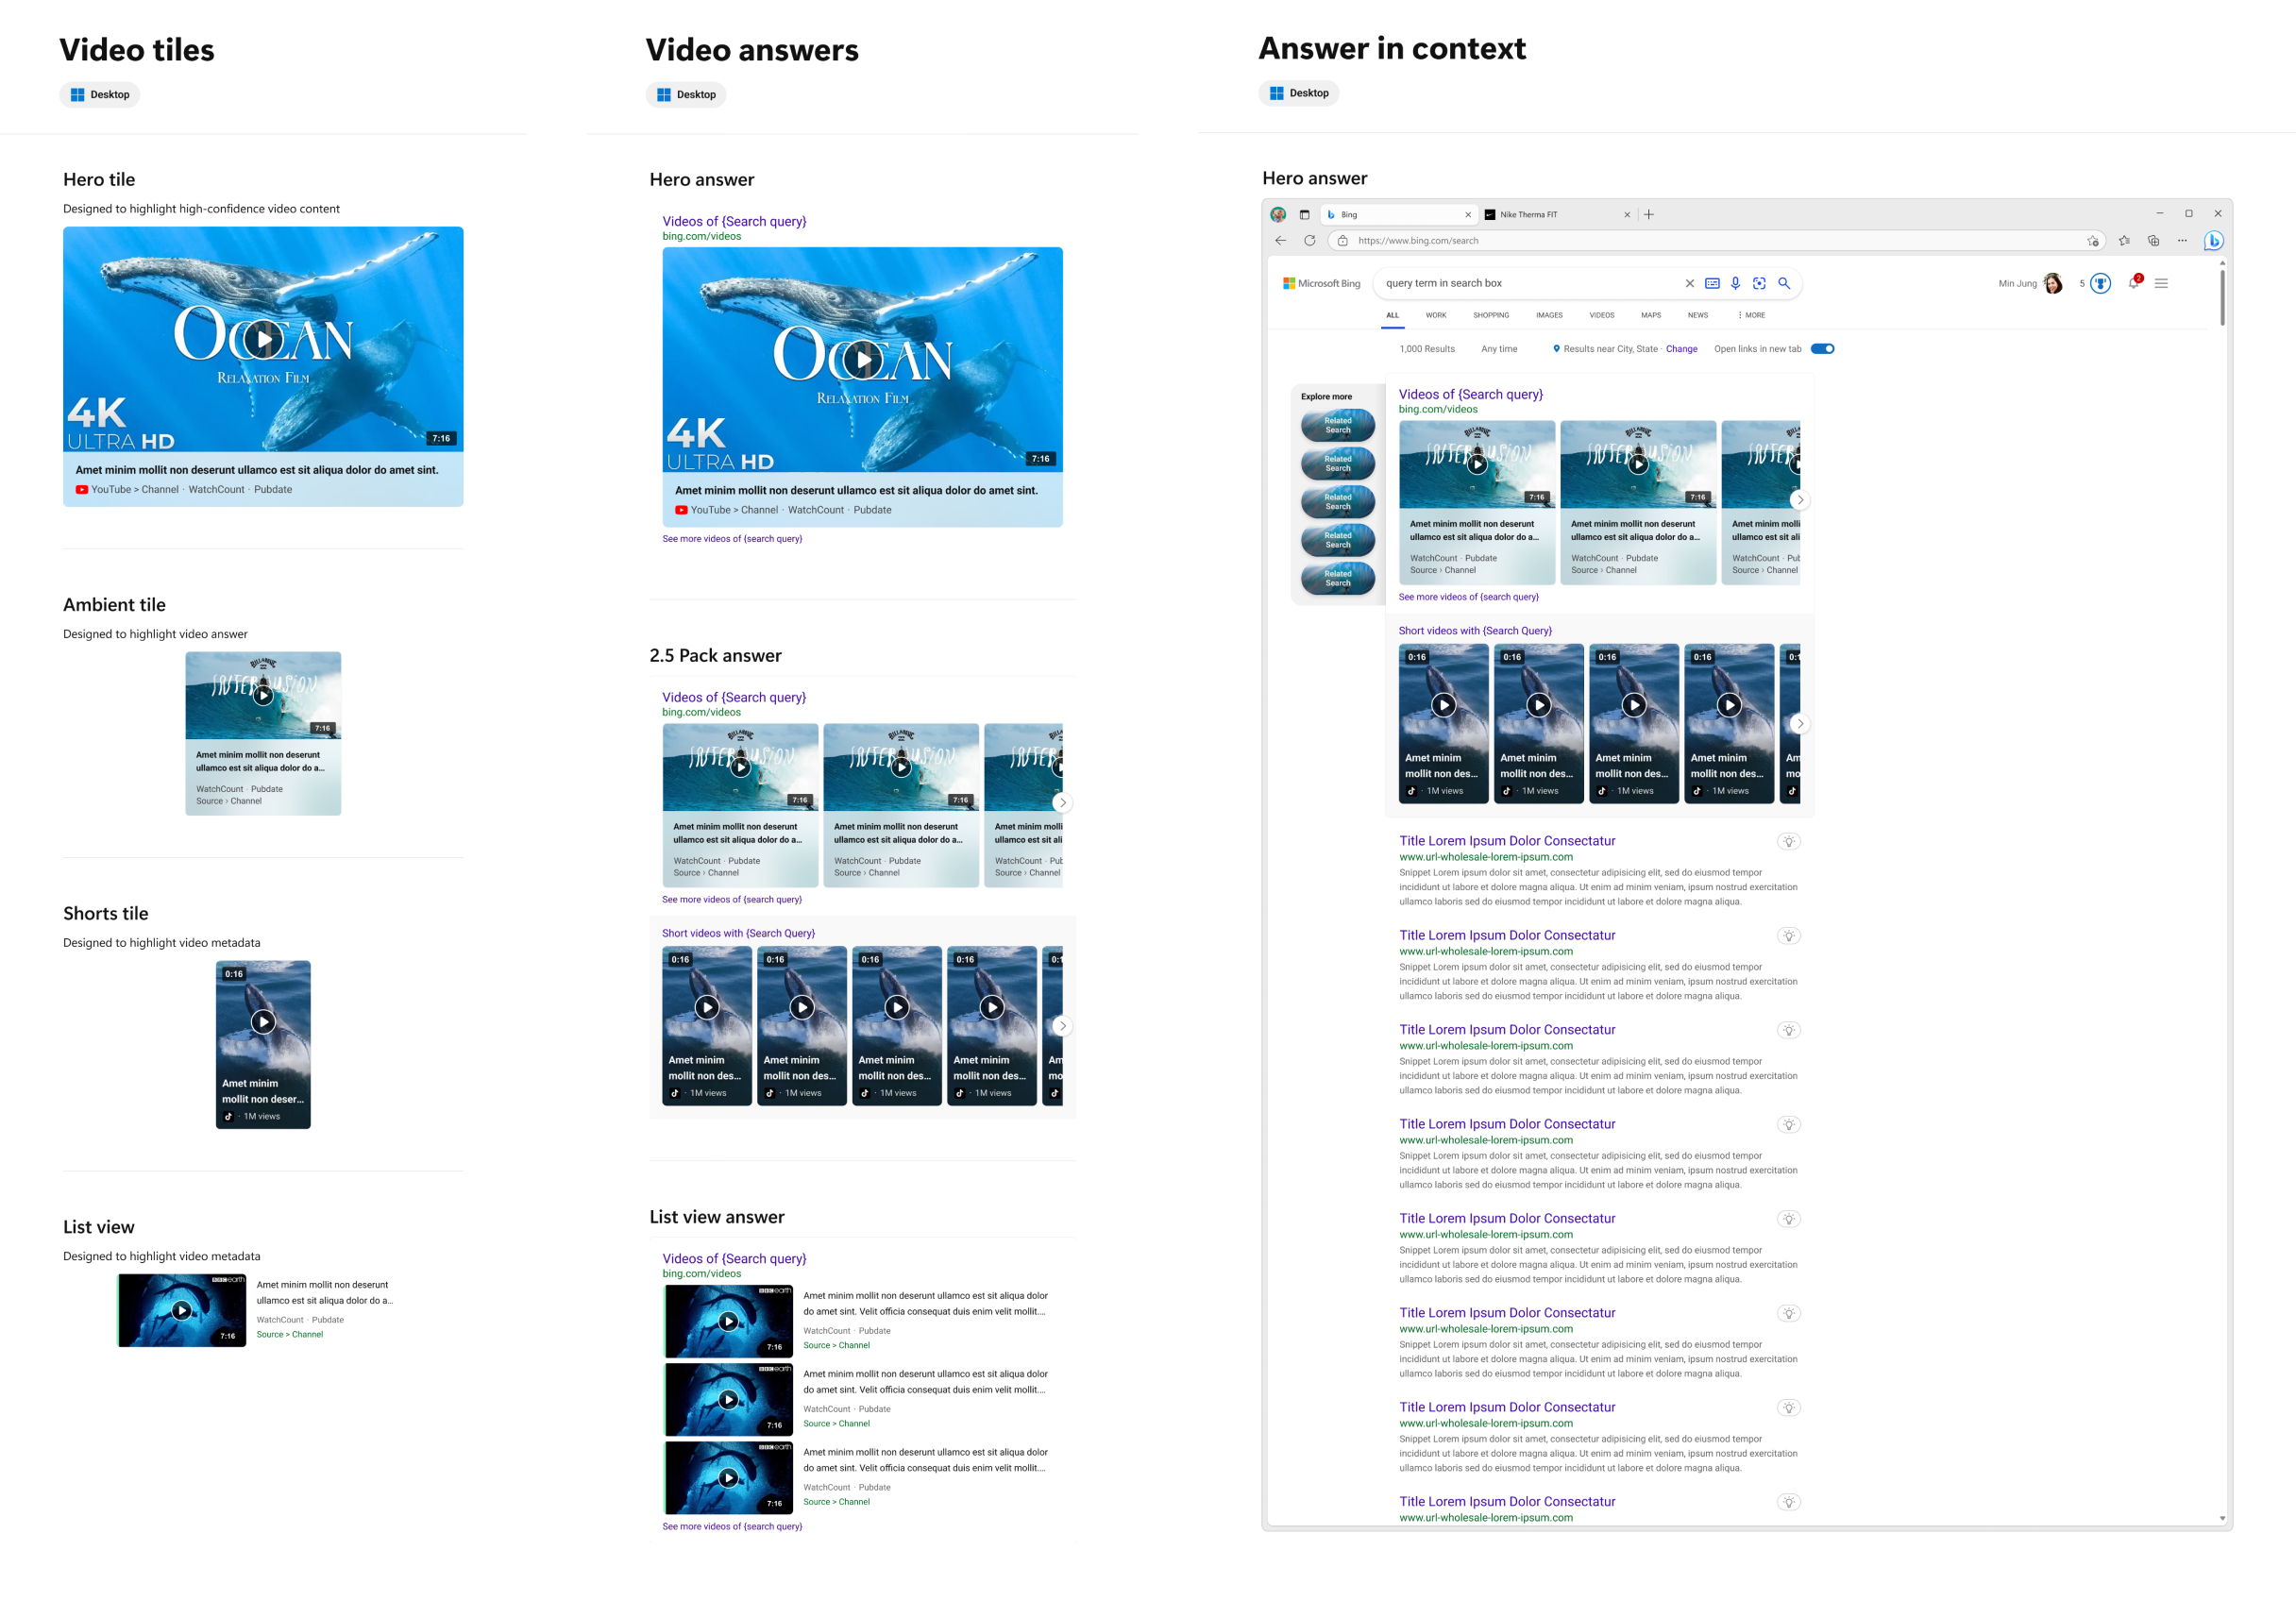 Video tiles
Desktop
Hero tile
Designed to highlight high-confidence video content
OCEAN
RELAXATION FILM
4K
ULTRA HD
7:16
Amet minim mollit non deserunt ullamco est sit aliqua dolor do amet sint.
YouTube > Channel · WatchCount · Pubdate
Ambient tile
Designed to highlight video answer
BILLABONG
7:16
Amet minim mollit non deserunt
ullamco est sit aliqua dolor do a...
WatchCount · Pubdate
Source › Channel
Shorts tile
Designed to highlight video metadata
0:16
Amet minim
mollit non deser...
· 1M views
List view
Designed to highlight video metadata
BBC earth
7:16
Amet minim mollit non deserunt
ullamco est sit aliqua dolor do a...
WatchCount · Pubdate
Source > Channel
Video answers
Desktop
Hero answer
Videos of {Search query}
bing.com/videos
OCEAN
RELAXATION FILM
4K
ULTRA HD
7:16
Amet minim mollit non deserunt ullamco est sit aliqua dolor do amet sint.
YouTube > Channel · WatchCount · Pubdate
See more videos of {search query}
2.5 Pack answer
Videos of {Search query}
bing.com/videos
7:16 7:16
Amet minim mollit non deserunt Amet minim mollit non deserunt Amet minim molli
ullamco est sit aliqua dolor do a... ullamco est sit aliqua dolor do a... ullamco est sit ali
WatchCount · Pubdate WatchCount · Pubdate WatchCount · Put
Source › Channel Source › Channel Source › Channel
See more videos of {search query}
Short videos with {Search Query}
0:16 0:16 0:16 0:16 0:1
Amet minim Amet minim Amet minim Amet minim Am
mollit non des... mollit non des... mollit non des... mollit non des... mo
· 1M views · 1M views · 1M views · 1M views
List view answer
Videos of {Search query}
bing.com/videos
BBC earth
7:16
Amet minim mollit non deserunt ullamco est sit aliqua dolor
do amet sint. Velit officia consequat duis enim velit mollit....
WatchCount · Pubdate
Source > Channel
BBC earth
7:16
Amet minim mollit non deserunt ullamco est sit aliqua dolor
do amet sint. Velit officia consequat duis enim velit mollit....
WatchCount · Pubdate
Source > Channel
BBC earth
7:16
Amet minim mollit non deserunt ullamco est sit aliqua dolor
do amet sint. Velit officia consequat duis enim velit mollit....
WatchCount · Pubdate
Source > Channel
See more videos of {search query}
Answer in context
Desktop
Hero answer
Bing Nike Therma FIT
https://www.bing.com/search
Microsoft Bing query term in search box Min Jung 5 2
ALL WORK SHOPPING IMAGES VIDEOS MAPS NEWS MORE
1,000 Results Any time Results near City, State · Change Open links in new tab
Explore more
Related
Search
Related
Search
Related
Search
Related
Search
Related
Search
Videos of {Search query}
bing.com/videos
7:16 7:16
Amet minim mollit non deserunt Amet minim mollit non deserunt Amet minim molli
ullamco est sit aliqua dolor do a... ullamco est sit aliqua dolor do a... ullamco est sit ali
WatchCount · Pubdate WatchCount · Pubdate WatchCount · Put
Source › Channel Source › Channel Source › Channel
See more videos of {search query}
Short videos with {Search Query}
0:16 0:16 0:16 0:16 0:1
Amet minim Amet minim Amet minim Amet minim Am
mollit non des... mollit non des... mollit non des... mollit non des... mo
· 1M views · 1M views · 1M views · 1M views
Title Lorem Ipsum Dolor Consectatur
www.url-wholesale-lorem-ipsum.com
Snippet Lorem ipsum dolor sit amet, consectetur adipisicing elit, sed do eiusmod tempor
incididunt ut labore et dolore magna aliqua. Ut enim ad minim veniam, ipsum nostrud exercitation
ullamco laboris sed do eiusmod tempor incididunt ut labore et dolore magna aliqua.
Title Lorem Ipsum Dolor Consectatur
www.url-wholesale-lorem-ipsum.com
Snippet Lorem ipsum dolor sit amet, consectetur adipisicing elit, sed do eiusmod tempor
incididunt ut labore et dolore magna aliqua. Ut enim ad minim veniam, ipsum nostrud exercitation
ullamco laboris sed do eiusmod tempor incididunt ut labore et dolore magna aliqua.
Title Lorem Ipsum Dolor Consectatur
www.url-wholesale-lorem-ipsum.com
Snippet Lorem ipsum dolor sit amet, consectetur adipisicing elit, sed do eiusmod tempor
incididunt ut labore et dolore magna aliqua. Ut enim ad minim veniam, ipsum nostrud exercitation
ullamco laboris sed do eiusmod tempor incididunt ut labore et dolore magna aliqua.
Title Lorem Ipsum Dolor Consectatur
www.url-wholesale-lorem-ipsum.com
Snippet Lorem ipsum dolor sit amet, consectetur adipisicing elit, sed do eiusmod tempor
incididunt ut labore et dolore magna aliqua. Ut enim ad minim veniam, ipsum nostrud exercitation
ullamco laboris sed do eiusmod tempor incididunt ut labore et dolore magna aliqua.
Title Lorem Ipsum Dolor Consectatur
www.url-wholesale-lorem-ipsum.com
Snippet Lorem ipsum dolor sit amet, consectetur adipisicing elit, sed do eiusmod tempor
incididunt ut labore et dolore magna aliqua. Ut enim ad minim veniam, ipsum nostrud exercitation
ullamco laboris sed do eiusmod tempor incididunt ut labore et dolore magna aliqua.
Title Lorem Ipsum Dolor Consectatur
www.url-wholesale-lorem-ipsum.com
Snippet Lorem ipsum dolor sit amet, consectetur adipisicing elit, sed do eiusmod tempor
incididunt ut labore et dolore magna aliqua. Ut enim ad minim veniam, ipsum nostrud exercitation
ullamco laboris sed do eiusmod tempor incididunt ut labore et dolore magna aliqua.
Title Lorem Ipsum Dolor Consectatur
www.url-wholesale-lorem-ipsum.com
Snippet Lorem ipsum dolor sit amet, consectetur adipisicing elit, sed do eiusmod tempor
incididunt ut labore et dolore magna aliqua. Ut enim ad minim veniam, ipsum nostrud exercitation
ullamco laboris sed do eiusmod tempor incididunt ut labore et dolore magna aliqua.
Title Lorem Ipsum Dolor Consectatur
www.url-wholesale-lorem-ipsum.com